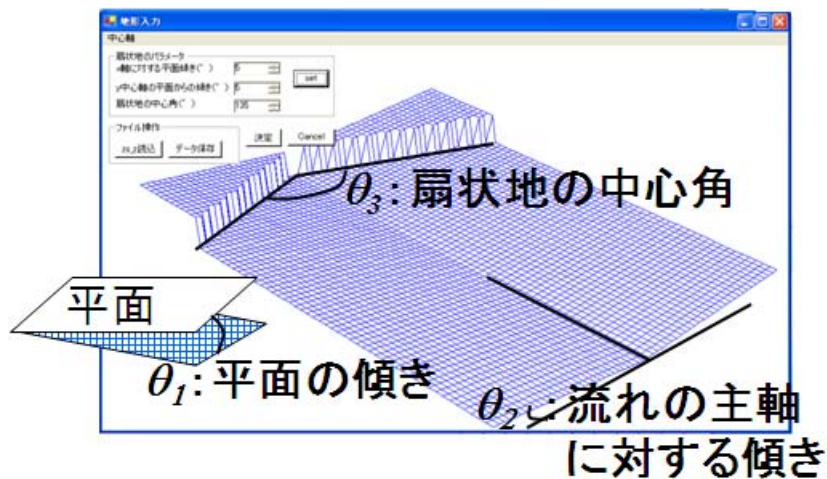 地形入力
中心軸
扇状地のパラメータ
x軸に対する平面傾き(°) 5
y中心軸の平面からの傾き(°) 5
扇状地の中心角(°) 135
set
ファイル操作
データ保存
決定 Cancel
θ3:扇状地の中心角
平面
θ1:平面の傾き
θ2:流れの主軸
に対する傾き